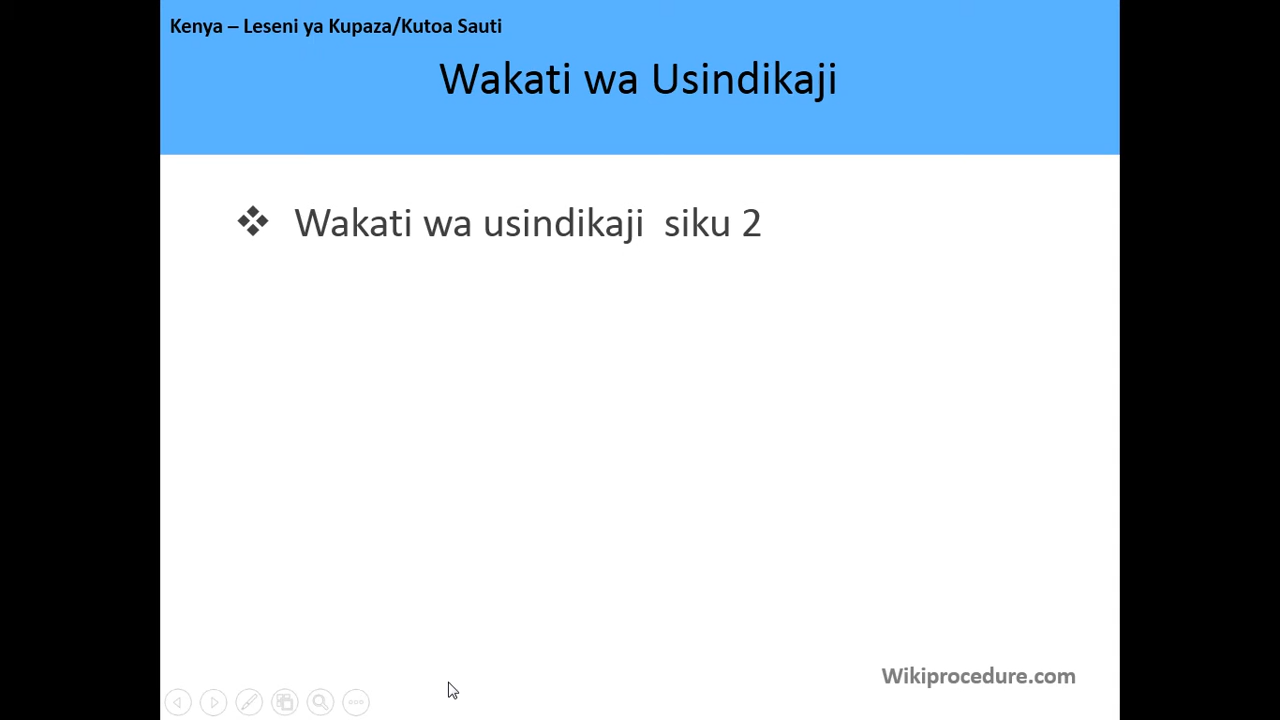 Kenya – Leseni ya Kupaza/Kutoa Sauti
Wakati wa Usindikaji
❖ Wakati wa usindikaji  siku 2
Wikiprocedure.com